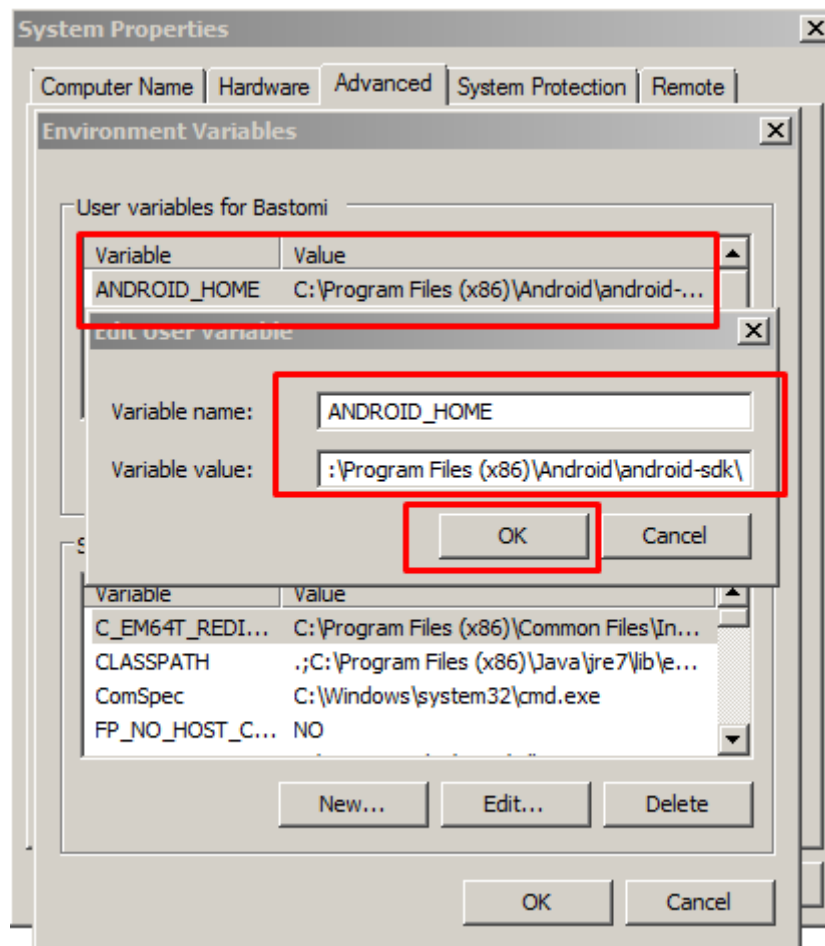 System Properties
Computer Name Hardware Advanced System Protection Remote
Environment Variables
User variables for Bastomi
Variable Value
ANDROID_HOME C:\Program Files (x86)\Android\android-...
Edit User Variable
Variable name: ANDROID_HOME
Variable value: :\Program Files (x86)\Android\android-sdk\
OK Cancel
S
Variable Value
C_EM64T_REDI... C:\Program Files (x86)\Common Files\In...
CLASSPATH .;C:\Program Files (x86)\Java\jre7\lib\e...
ComSpec C:\Windows\system32\cmd.exe
FP_NO_HOST_C... NO
New... Edit... Delete
OK Cancel